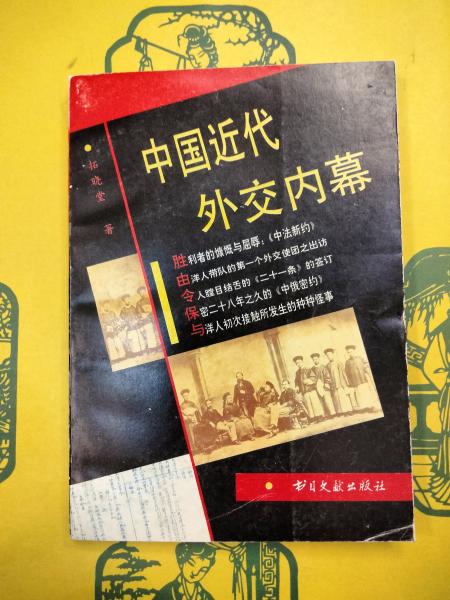 中国近代
外交内幕
拓晓堂 著
胜利者的慷慨与屈辱:《中法新约》
由洋人带队的第一个外交使团之出访
令人瞠目结舌的《二十一条》的签订
保密二十八年之久的《中俄密约》
与洋人初次接触所发生的种种怪事
书目文献出版社